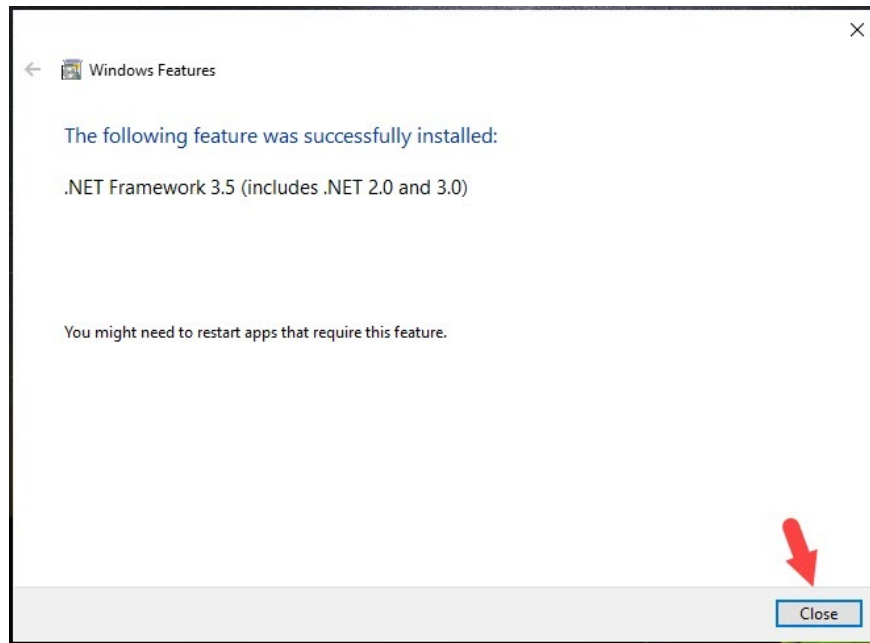 Windows Features
The following feature was successfully installed:
.NET Framework 3.5 (includes .NET 2.0 and 3.0)
You might need to restart apps that require this feature.
Close